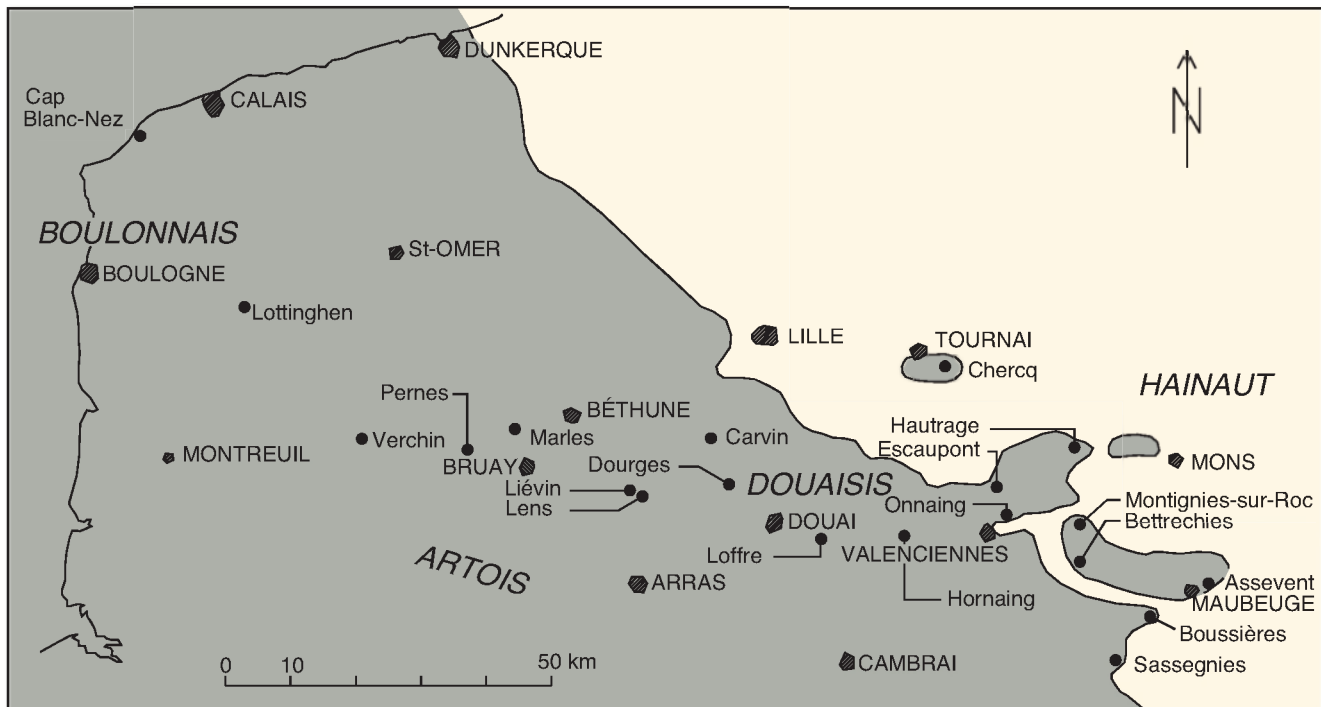 DUNKERQUE
Cap
Blanc-Nez
CALAIS
N
BOULONNAIS
St-OMER
BOULOGNE
Lottinghen
LILLE
TOURNAI
Chercq
HAINAUT
Pernes
BÉTHUNE
Hautrage
Escaupont
Verchin
Marles
Carvin
MONTREUIL
BRUAY
Dourges
MONS
Liévin
DOUAISIS
Lens
Onnaing
Montignies-sur-Roc
Bettrechies
DOUAI
Loffre
VALENCIENNES
ARTOIS
ARRAS
Hornaing
Assevent
MAUBEUGE
Boussières
0 10 50 km
CAMBRAI
Sassegnies